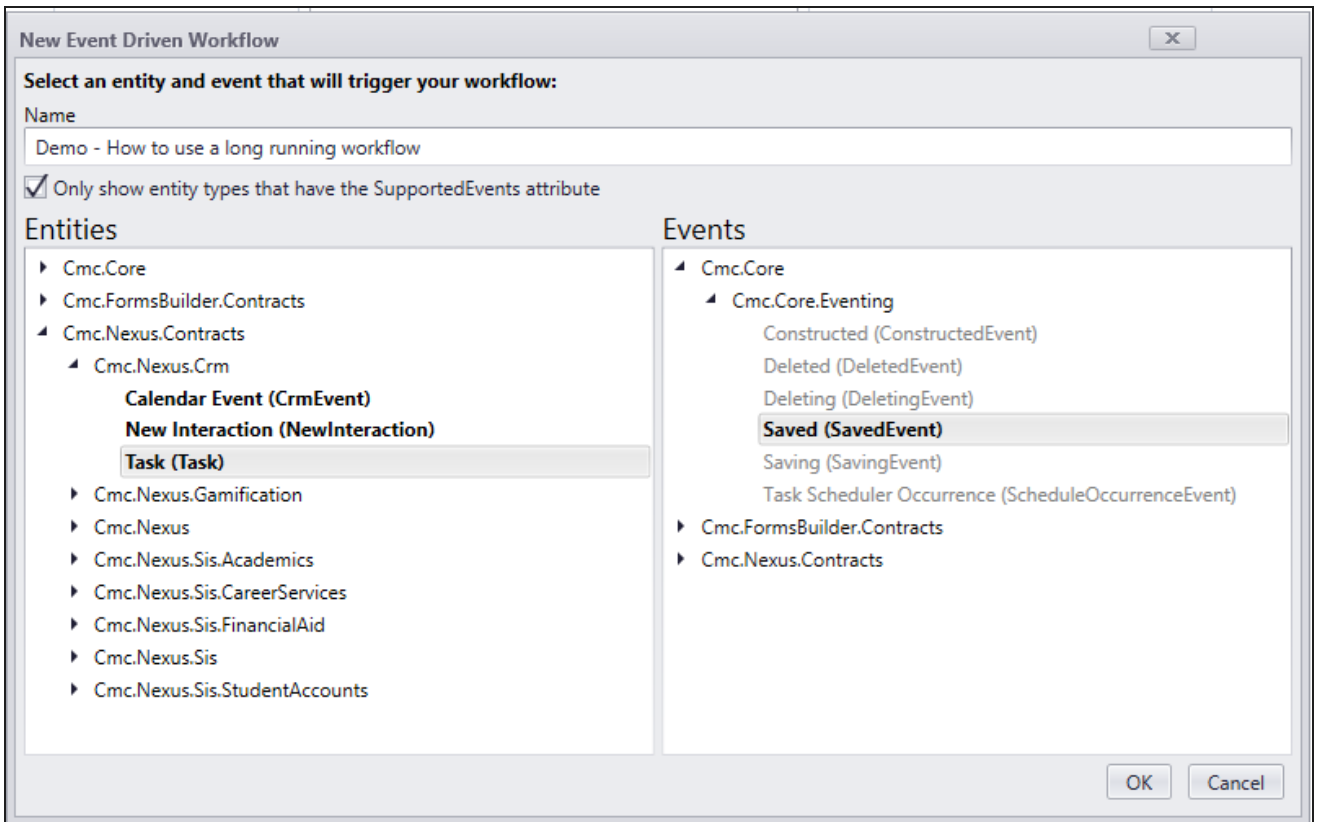 New Event Driven Workflow
Select an entity and event that will trigger your workflow:
Name
Demo - How to use a long running workflow
Only show entity types that have the SupportedEvents attribute
Entities
Cmc.Core
Cmc.FormsBuilder.Contracts
Cmc.Nexus.Contracts
Cmc.Nexus.Crm
Calendar Event (CrmEvent)
New Interaction (NewInteraction)
Task (Task)
Cmc.Nexus.Gamification
Cmc.Nexus
Cmc.Nexus.Sis.Academics
Cmc.Nexus.Sis.CareerServices
Cmc.Nexus.Sis.FinancialAid
Cmc.Nexus.Sis
Cmc.Nexus.Sis.StudentAccounts
Events
Cmc.Core
Cmc.Core.Eventing
Constructed (ConstructedEvent)
Deleted (DeletedEvent)
Deleting (DeletingEvent)
Saved (SavedEvent)
Saving (SavingEvent)
Task Scheduler Occurrence (ScheduleOccurrenceEvent)
Cmc.FormsBuilder.Contracts
Cmc.Nexus.Contracts
OK Cancel